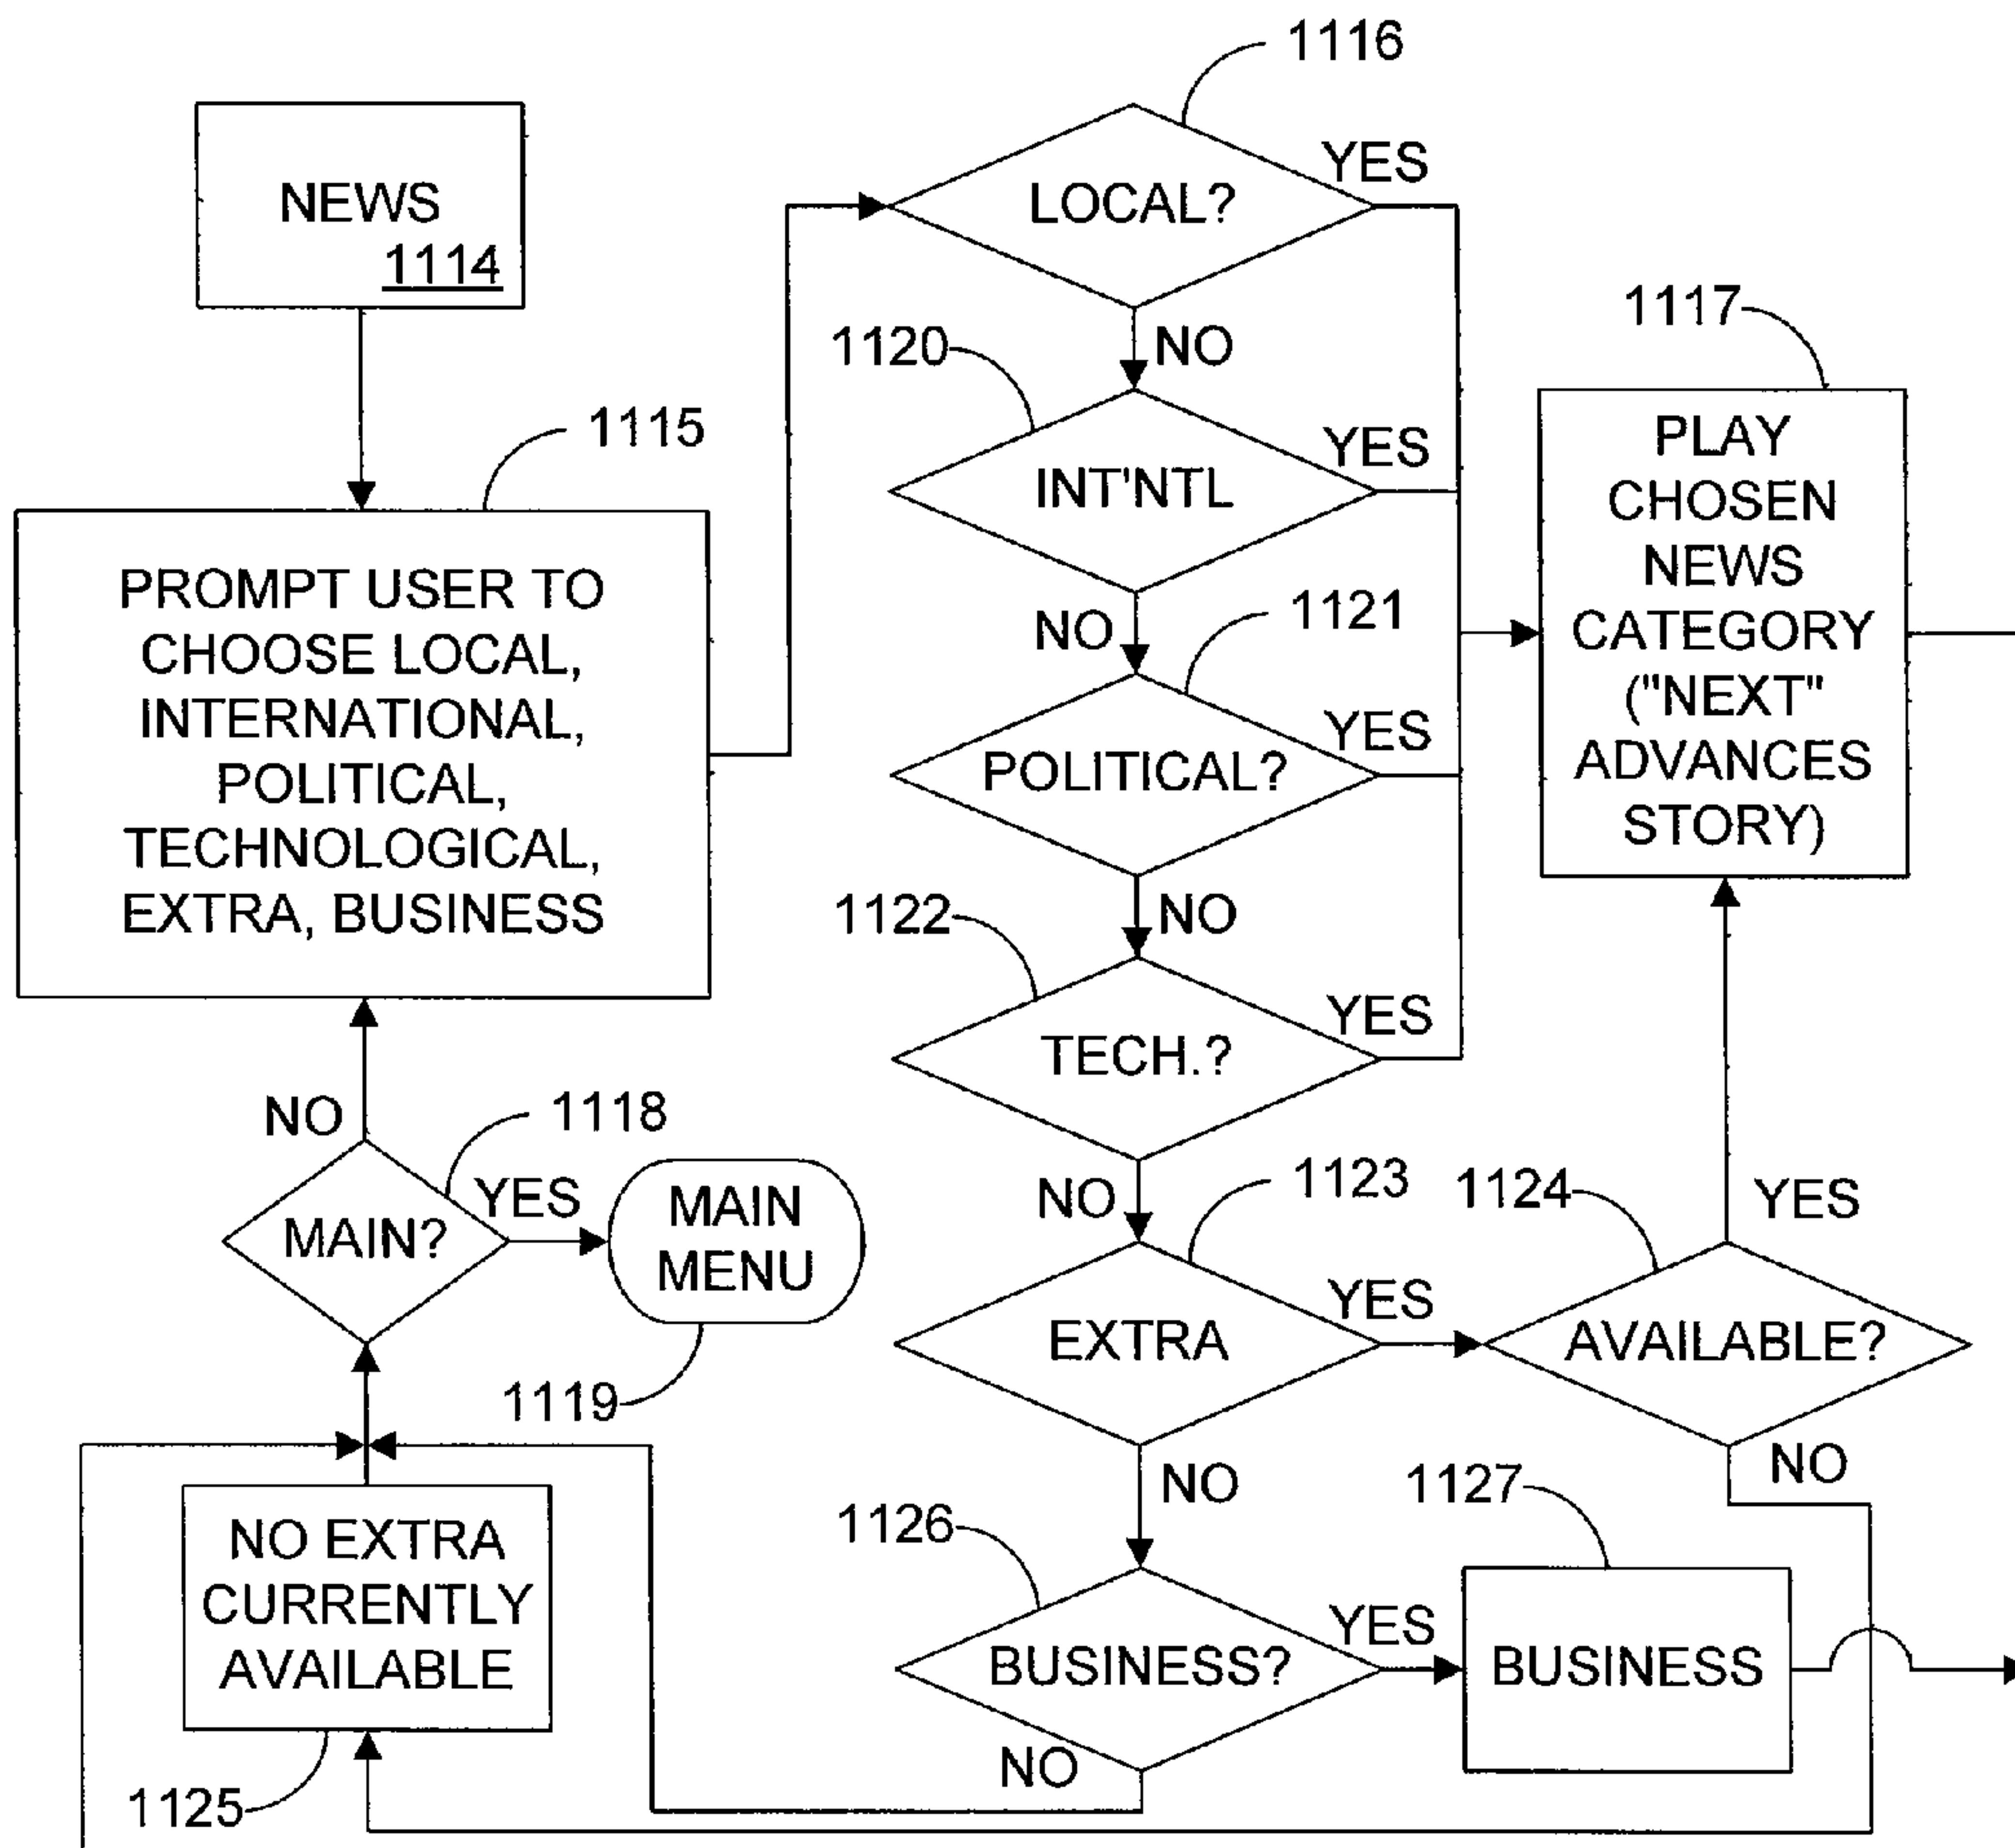 NEWS
1114
1115
PROMPT USER TO
CHOOSE LOCAL,
INTERNATIONAL,
POLITICAL,
TECHNOLOGICAL,
EXTRA, BUSINESS
NO
1118
MAIN?
YES
MAIN
MENU
1119
NO EXTRA
CURRENTLY
AVAILABLE
1125
1116
LOCAL?
YES
NO
1120
INT'NTL
YES
NO
1121
POLITICAL?
YES
NO
1122
TECH.?
YES
NO
1123
EXTRA
YES
NO
1126
BUSINESS?
YES
NO
1117
PLAY
CHOSEN
NEWS
CATEGORY
("NEXT"
ADVANCES
STORY)
1124
YES
AVAILABLE?
NO
1127
BUSINESS